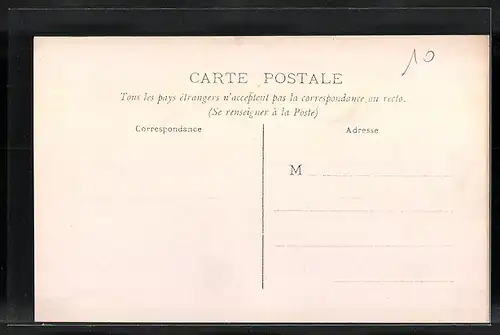 10
CARTE POSTALE
Tous les pays étrangers n'acceptent pas la correspondance au recto.
(Se renseigner à la Poste)
Correspondance
Adresse
M